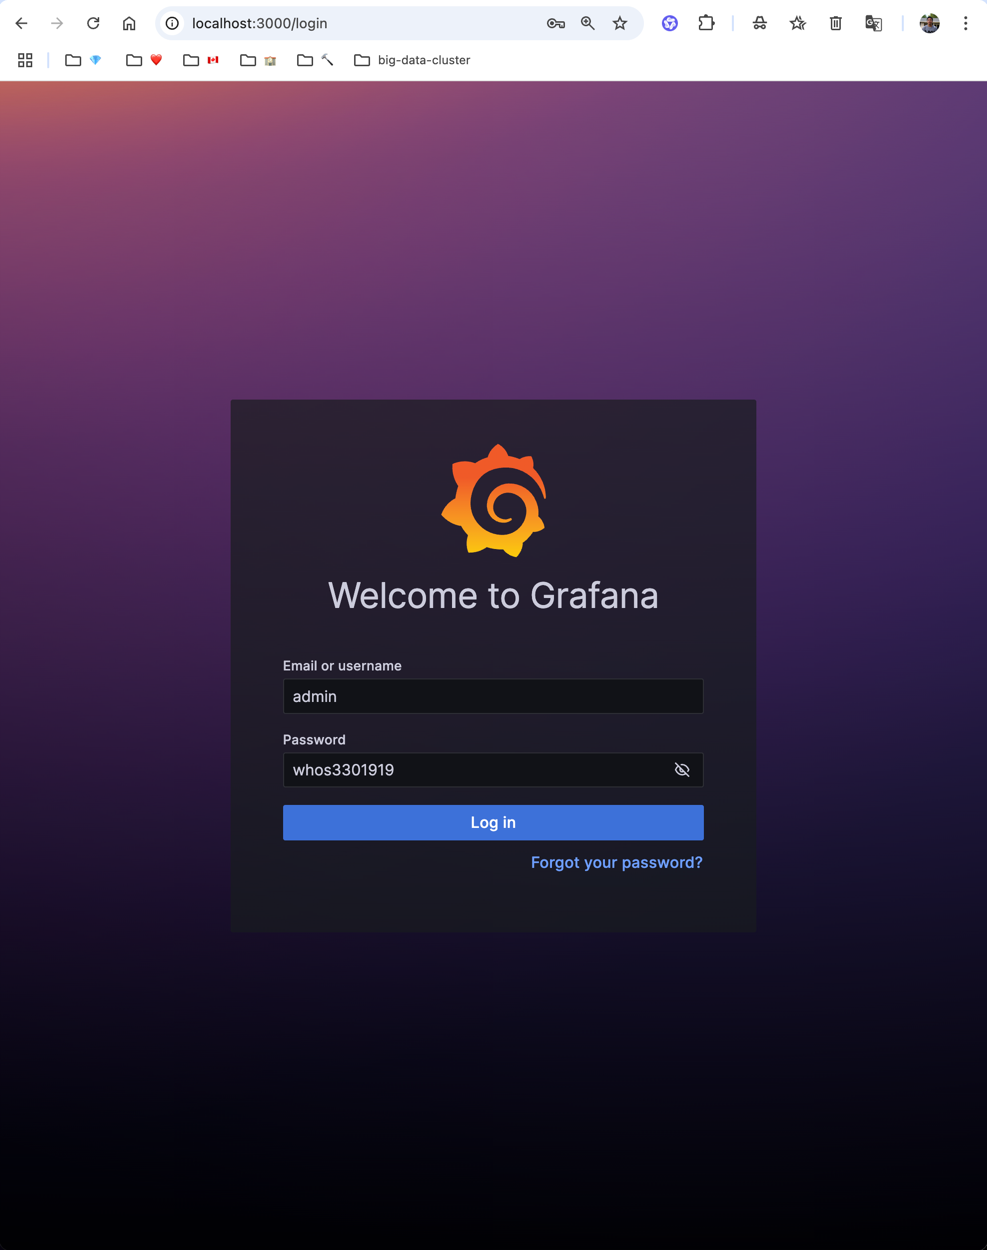 localhost:3000/login
big-data-cluster
Welcome to Grafana
Email or username
admin
Password
whos3301919
Log in
Forgot your password?